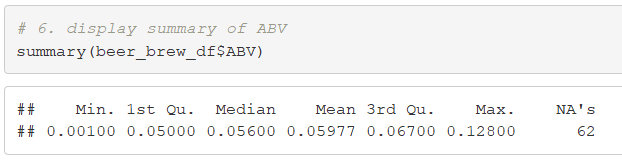 # 6. display summary of ABV
summary(beer_brew_df$ABV)
##    Min. 1st Qu.  Median    Mean 3rd Qu.    Max.    NA's
## 0.00100 0.05000 0.05600 0.05977 0.06700 0.12800      62